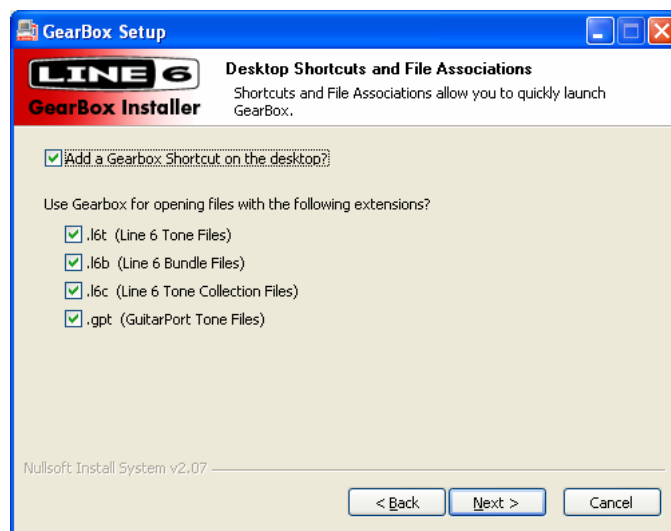 GearBox Setup
LINE 6
GearBox Installer
Desktop Shortcuts and File Associations
Shortcuts and File Associations allow you to quickly launch
GearBox.
Add a Gearbox Shortcut on the desktop?
Use Gearbox for opening files with the following extensions?
.l6t (Line 6 Tone Files)
.l6b (Line 6 Bundle Files)
.l6c (Line 6 Tone Collection Files)
.gpt (GuitarPort Tone Files)
Nullsoft Install System v2.07
< Back
Next >
Cancel